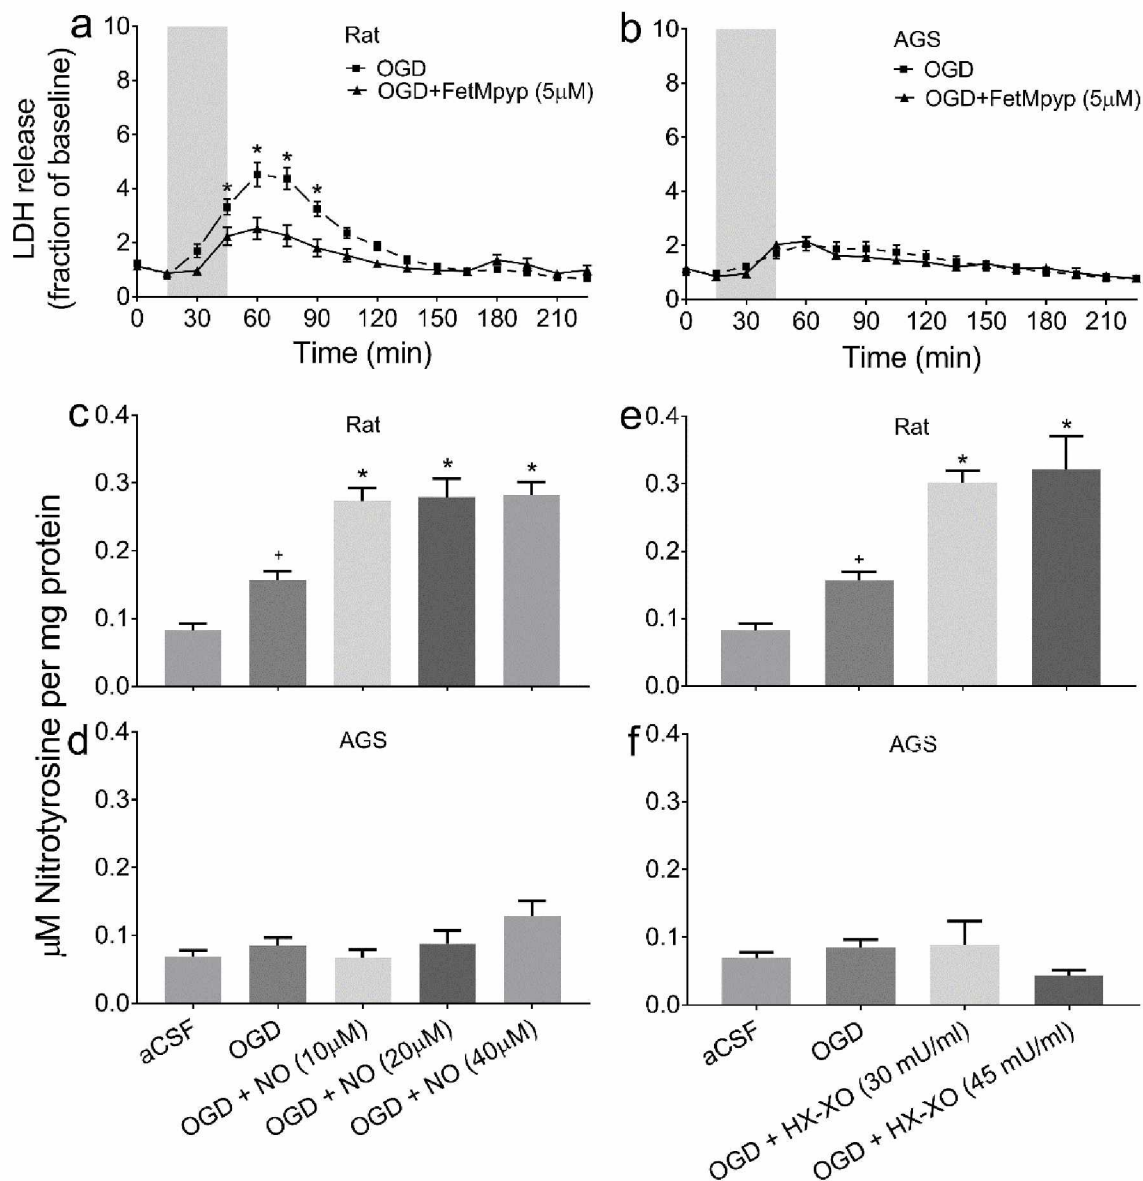 a
Rat
OGD
OGD+FetMpyp (5µM)
LDH release
(fraction of baseline)
10
8
6
4
2
0
* * * *
0 30 60 90 120 150 180 210
Time (min)
b
AGS
OGD
OGD+FetMpyp (5µM)
10
8
6
4
2
0
0 30 60 90 120 150 180 210
Time (min)
µM Nitrotyrosine per mg protein
c
Rat
0.4
0.3
0.2
0.1
0.0
+ * * *
e
Rat
0.4
0.3
0.2
0.1
0.0
+ * *
d
AGS
0.4
0.3
0.2
0.1
0.0
aCSF
OGD
OGD + NO (10µM)
OGD + NO (20µM)
OGD + NO (40µM)
f
AGS
0.4
0.3
0.2
0.1
0.0
aCSF
OGD
OGD + HX-XO (30 mU/ml)
OGD + HX-XO (45 mU/ml)